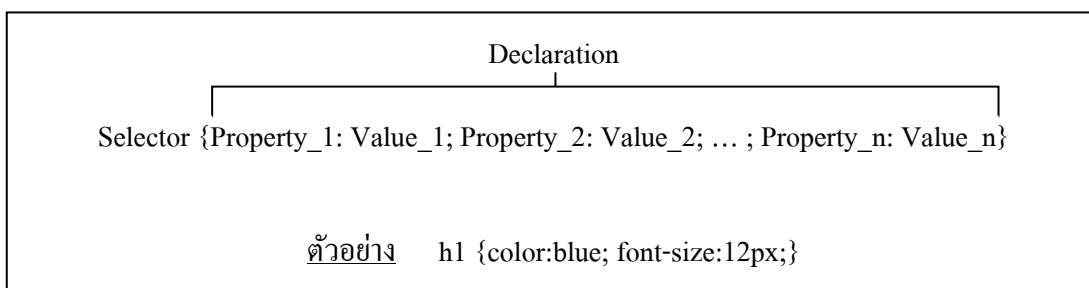 Declaration
Selector {Property_1: Value_1; Property_2: Value_2; … ; Property_n: Value_n}
ตัวอย่าง h1 {color:blue; font-size:12px;}